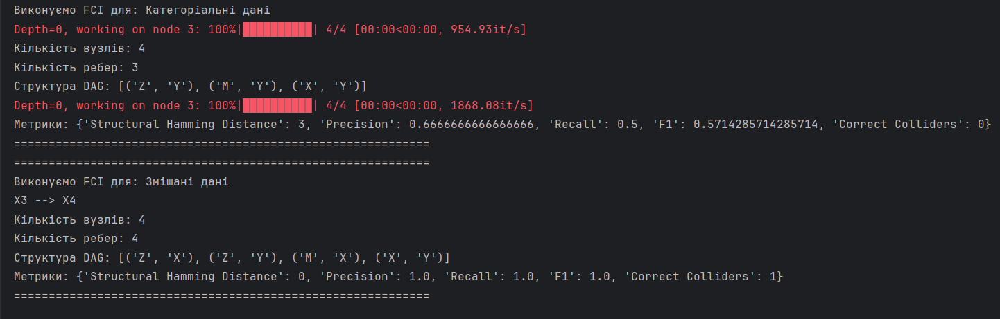 Виконуємо FCI для: Категоріальні дані
Depth=0, working on node 3: 100%|██████████| 4/4 [00:00<00:00, 954.93it/s]
Кількість вузлів: 4
Кількість ребер: 3
Структура DAG: [('Z', 'Y'), ('M', 'Y'), ('X', 'Y')]
Depth=0, working on node 3: 100%|██████████| 4/4 [00:00<00:00, 1868.08it/s]
Метрики: {'Structural Hamming Distance': 3, 'Precision': 0.6666666666666666, 'Recall': 0.5, 'F1': 0.5714285714285714, 'Correct Colliders': 0}
============================================================
============================================================
Виконуємо FCI для: Змішані дані
X3 --> X4
Кількість вузлів: 4
Кількість ребер: 4
Структура DAG: [('Z', 'X'), ('Z', 'Y'), ('M', 'X'), ('X', 'Y')]
Метрики: {'Structural Hamming Distance': 0, 'Precision': 1.0, 'Recall': 1.0, 'F1': 1.0, 'Correct Colliders': 1}
============================================================